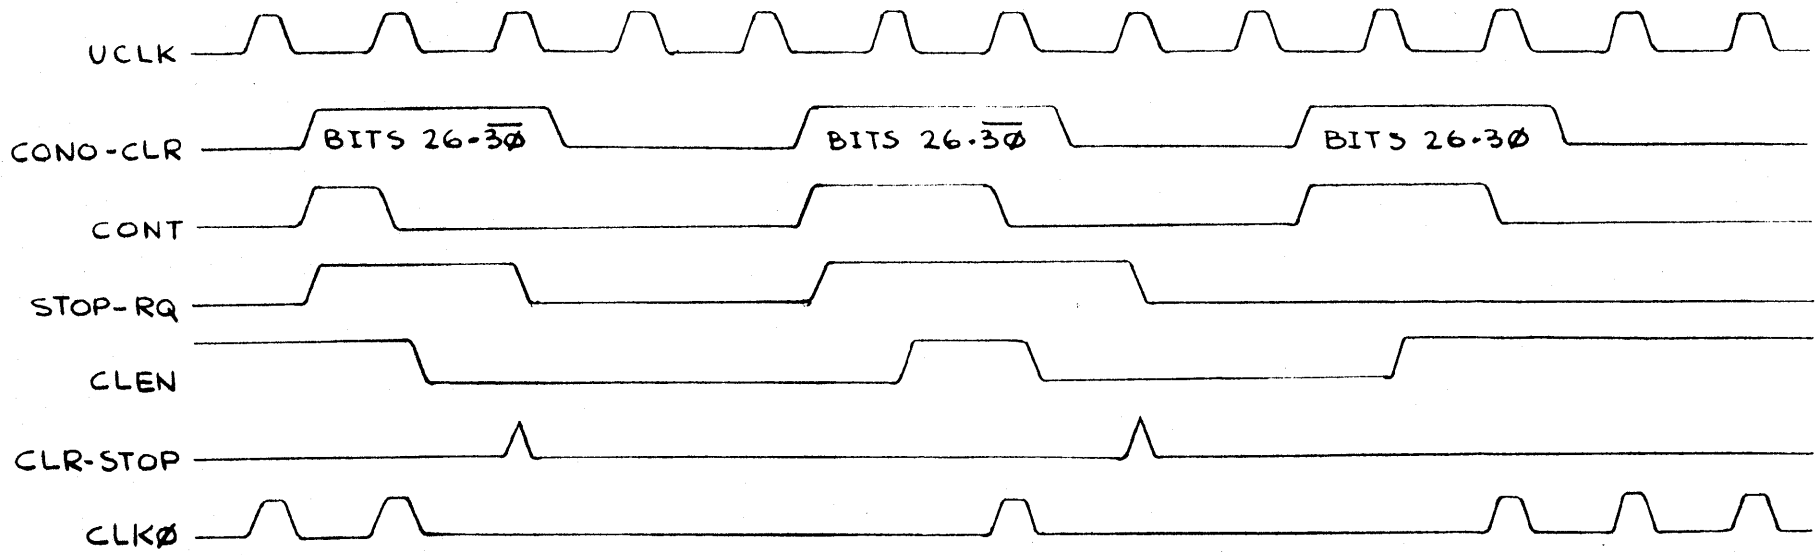 UCLK
CONO-CLR BITS 26·3̅Ø̅ BITS 26·3̅Ø̅ BITS 26·3Ø
CONT
STOP-RQ
CLEN
CLR-STOP
CLKØ